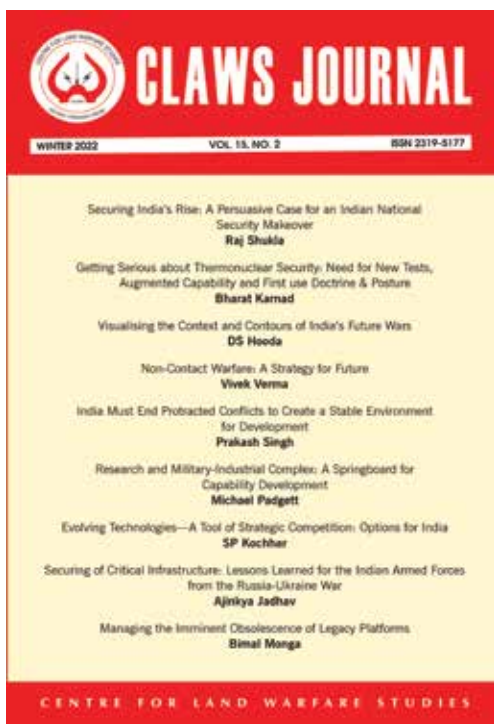 CENTRE FOR LAND WARFARE STUDIES
CLAWS JOURNAL
WINTER 2022
VOL. 15, NO. 2
ISSN 2319-5177
Securing India's Rise: A Persuasive Case for an Indian National
Security Makeover
Raj Shukla
Getting Serious about Thermonuclear Security: Need for New Tests,
Augmented Capability and First use Doctrine & Posture
Bharat Karnad
Visualising the Context and Contours of India's Future Wars
DS Hooda
Non-Contact Warfare: A Strategy for Future
Vivek Verma
India Must End Protracted Conflicts to Create a Stable Environment
for Development
Prakash Singh
Research and Military-Industrial Complex: A Springboard for
Capability Development
Michael Padgett
Evolving Technologies—A Tool of Strategic Competition: Options for India
SP Kochhar
Securing of Critical Infrastructure: Lessons Learned for the Indian Armed Forces
from the Russia-Ukraine War
Ajinkya Jadhav
Managing the Imminent Obsolescence of Legacy Platforms
Bimal Monga
CENTRE FOR LAND WARFARE STUDIES